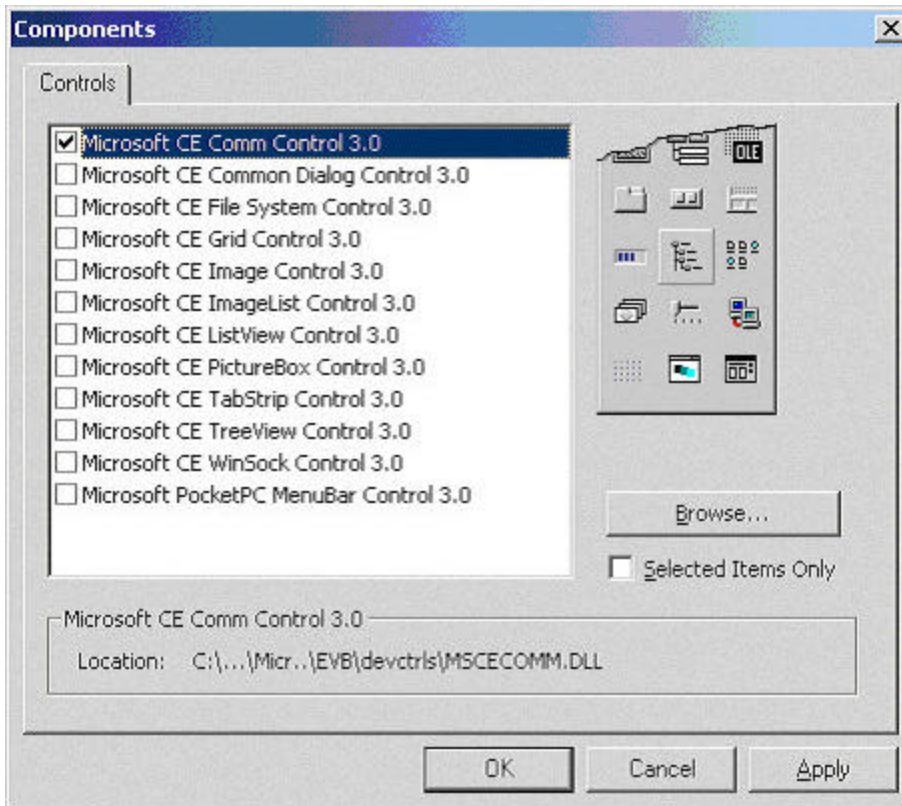 Components
Controls
Microsoft CE Comm Control 3.0
Microsoft CE Common Dialog Control 3.0
Microsoft CE File System Control 3.0
Microsoft CE Grid Control 3.0
Microsoft CE Image Control 3.0
Microsoft CE ImageList Control 3.0
Microsoft CE ListView Control 3.0
Microsoft CE PictureBox Control 3.0
Microsoft CE TabStrip Control 3.0
Microsoft CE TreeView Control 3.0
Microsoft CE WinSock Control 3.0
Microsoft PocketPC MenuBar Control 3.0
OLE
Browse...
Selected Items Only
Microsoft CE Comm Control 3.0
Location: C:\...\Micr..\EVB\devctrls\MSCECOMM.DLL
OK Cancel Apply